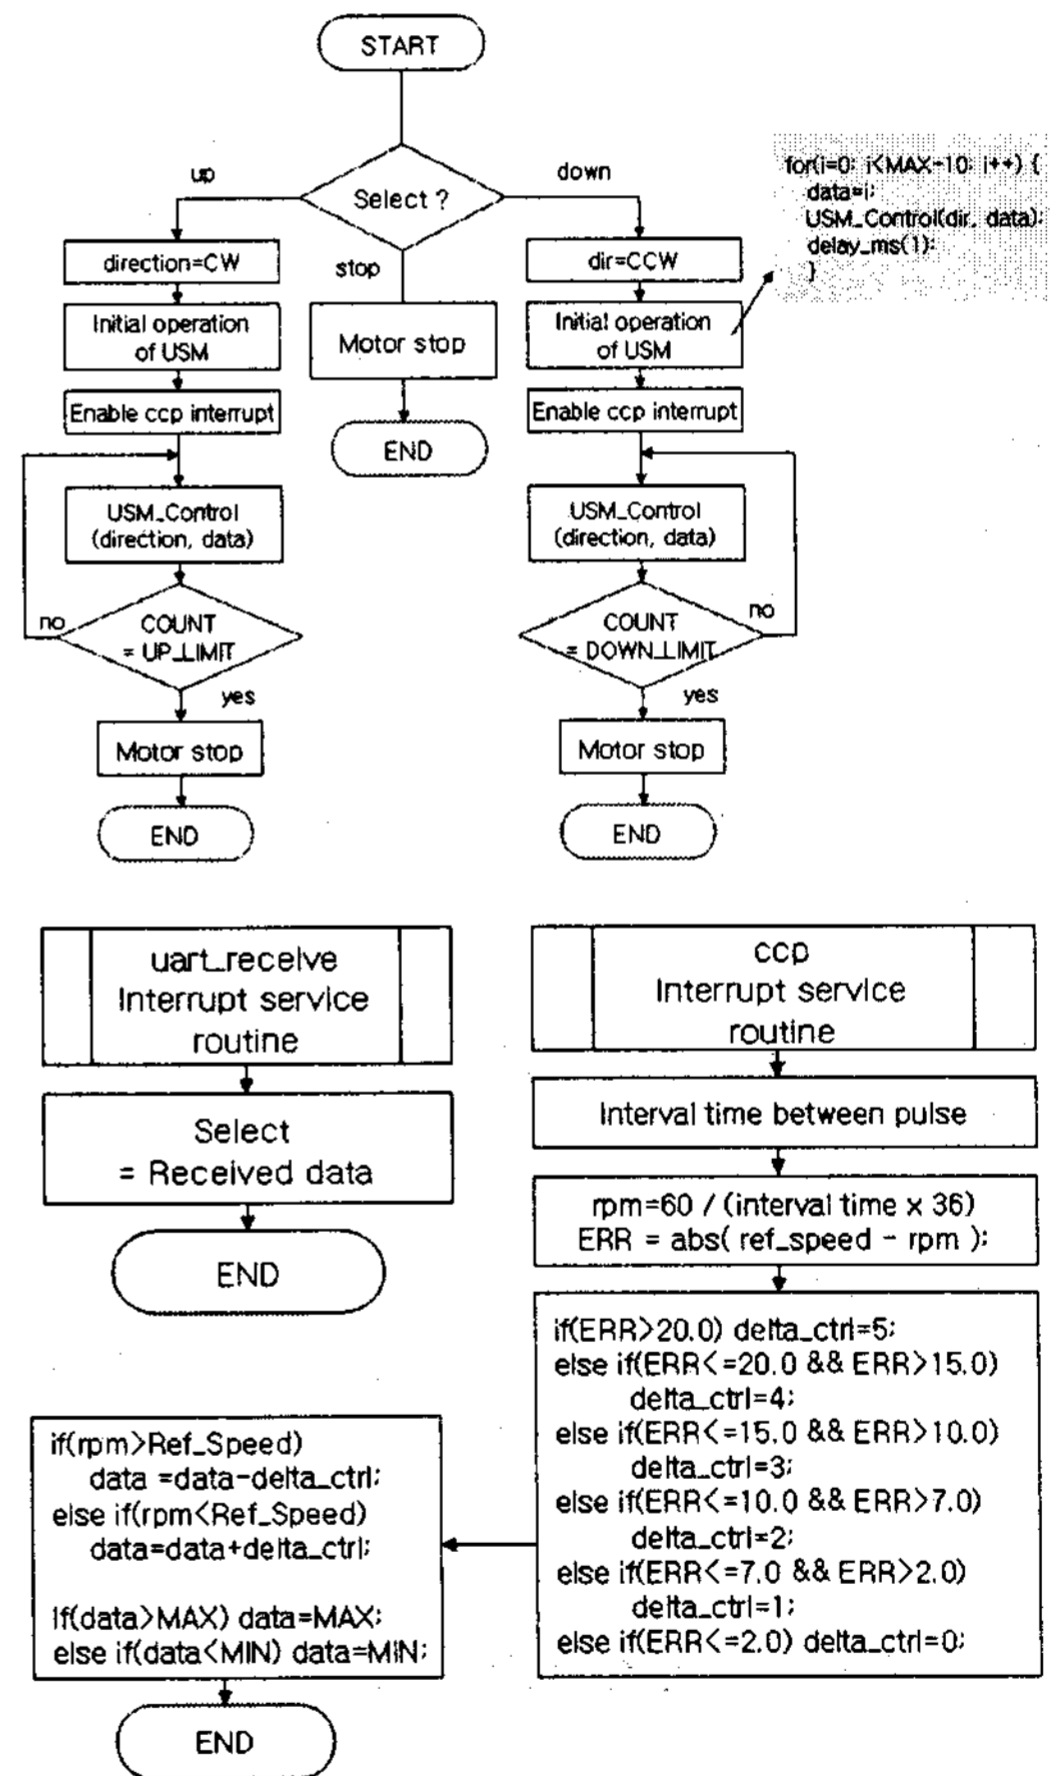 START
Select ?
up
down
stop
direction=CW
Initial operation
of USM
Enable ccp interrupt
USM_Control
(direction, data)
COUNT
= UP_LIMIT
no
yes
Motor stop
END
Motor stop
END
dir=CCW
Initial operation
of USM
Enable ccp interrupt
USM_Control
(direction, data)
COUNT
= DOWN_LIMIT
no
yes
Motor stop
END
for(i=0; i<MAX-10; i++) {
data=i;
USM_Control(dir, data);
delay_ms(1);
}
uart_receive
Interrupt service
routine
Select
= Received data
END
ccp
Interrupt service
routine
Interval time between pulse
rpm=60 / (interval time x 36)
ERR = abs( ref_speed - rpm );
if(ERR>20.0) delta_ctrl=5;
else if(ERR<=20.0 && ERR>15.0)
delta_ctrl=4;
else if(ERR<=15.0 && ERR>10.0)
delta_ctrl=3;
else if(ERR<=10.0 && ERR>7.0)
delta_ctrl=2;
else if(ERR<=7.0 && ERR>2.0)
delta_ctrl=1;
else if(ERR<=2.0) delta_ctrl=0;
if(rpm>Ref_Speed)
data =data-delta_ctrl;
else if(rpm<Ref_Speed)
data=data+delta_ctrl;
if(data>MAX) data=MAX;
else if(data<MIN) data=MIN;
END